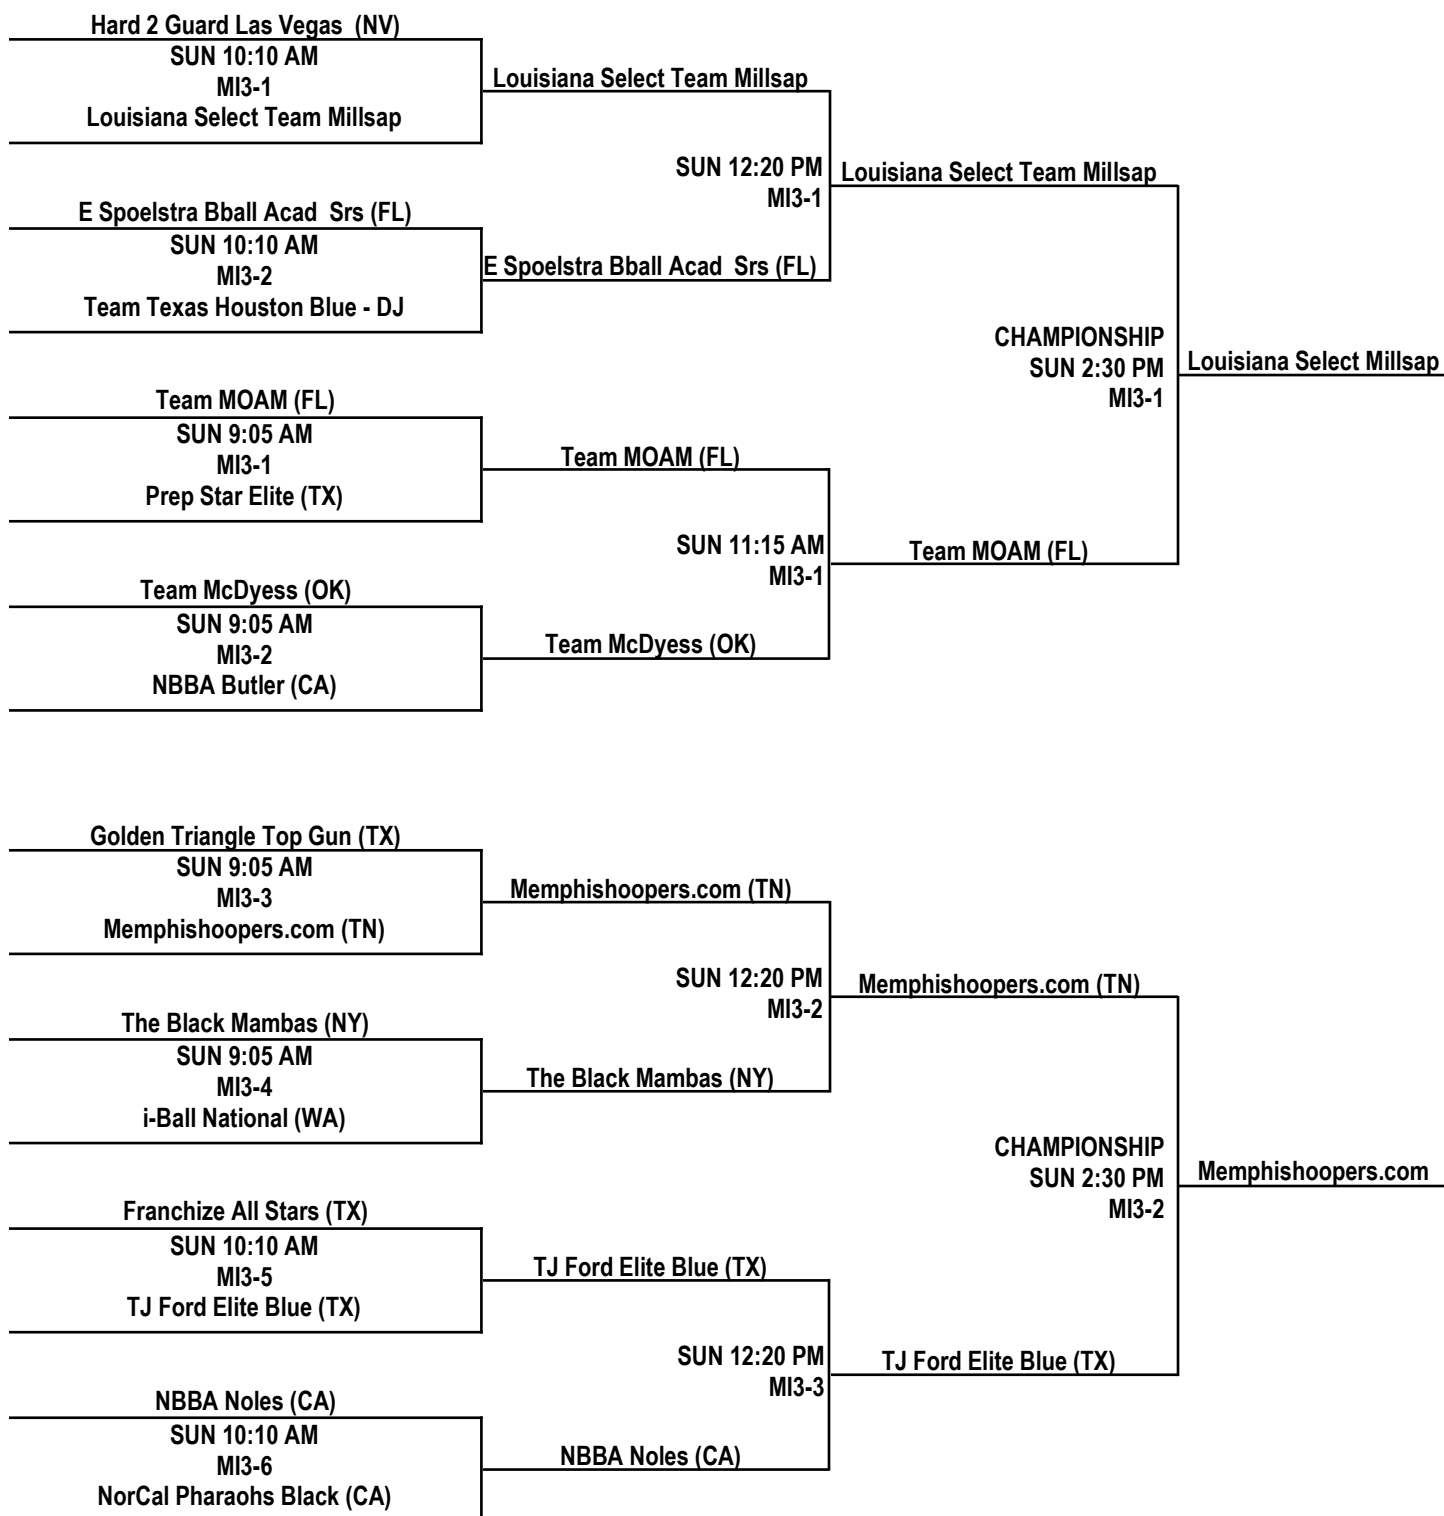 Hard 2 Guard Las Vegas  (NV)
SUN 10:10 AM
MI3-1
Louisiana Select Team Millsap
Louisiana Select Team Millsap
SUN 12:20 PM
MI3-1
Louisiana Select Team Millsap
E Spoelstra Bball Acad  Srs (FL)
SUN 10:10 AM
MI3-2
Team Texas Houston Blue - DJ
E Spoelstra Bball Acad  Srs (FL)
CHAMPIONSHIP
SUN 2:30 PM
MI3-1
Louisiana Select Millsap
Team MOAM (FL)
SUN 9:05 AM
MI3-1
Prep Star Elite (TX)
Team MOAM (FL)
SUN 11:15 AM
MI3-1
Team MOAM (FL)
Team McDyess (OK)
SUN 9:05 AM
MI3-2
NBBA Butler (CA)
Team McDyess (OK)
Golden Triangle Top Gun (TX)
SUN 9:05 AM
MI3-3
Memphishoopers.com (TN)
Memphishoopers.com (TN)
SUN 12:20 PM
MI3-2
Memphishoopers.com (TN)
The Black Mambas (NY)
SUN 9:05 AM
MI3-4
i-Ball National (WA)
The Black Mambas (NY)
CHAMPIONSHIP
SUN 2:30 PM
MI3-2
Memphishoopers.com
Franchize All Stars (TX)
SUN 10:10 AM
MI3-5
TJ Ford Elite Blue (TX)
TJ Ford Elite Blue (TX)
SUN 12:20 PM
MI3-3
TJ Ford Elite Blue (TX)
NBBA Noles (CA)
SUN 10:10 AM
MI3-6
NorCal Pharaohs Black (CA)
NBBA Noles (CA)